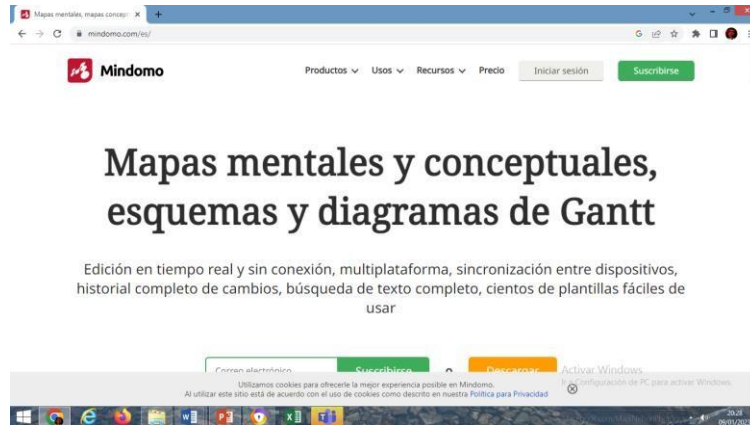 Mapas mentales, mapas concep
mindomo.com/es/
Mindomo
Productos Usos Recursos Precio Iniciar sesión Suscribirse
Mapas mentales y conceptuales,
esquemas y diagramas de Gantt
Edición en tiempo real y sin conexión, multiplataforma, sincronización entre dispositivos,
historial completo de cambios, búsqueda de texto completo, cientos de plantillas fáciles de
usar
Correo electrónico Suscribirse o Descargar
Activar Windows
Utilizamos cookies para ofrecerle la mejor experiencia posible en Mindomo.
Configuración de PC para activar Windows.
Al utilizar este sitio está de acuerdo con el uso de cookies como descrito en nuestra Política para Privacidad
20:28